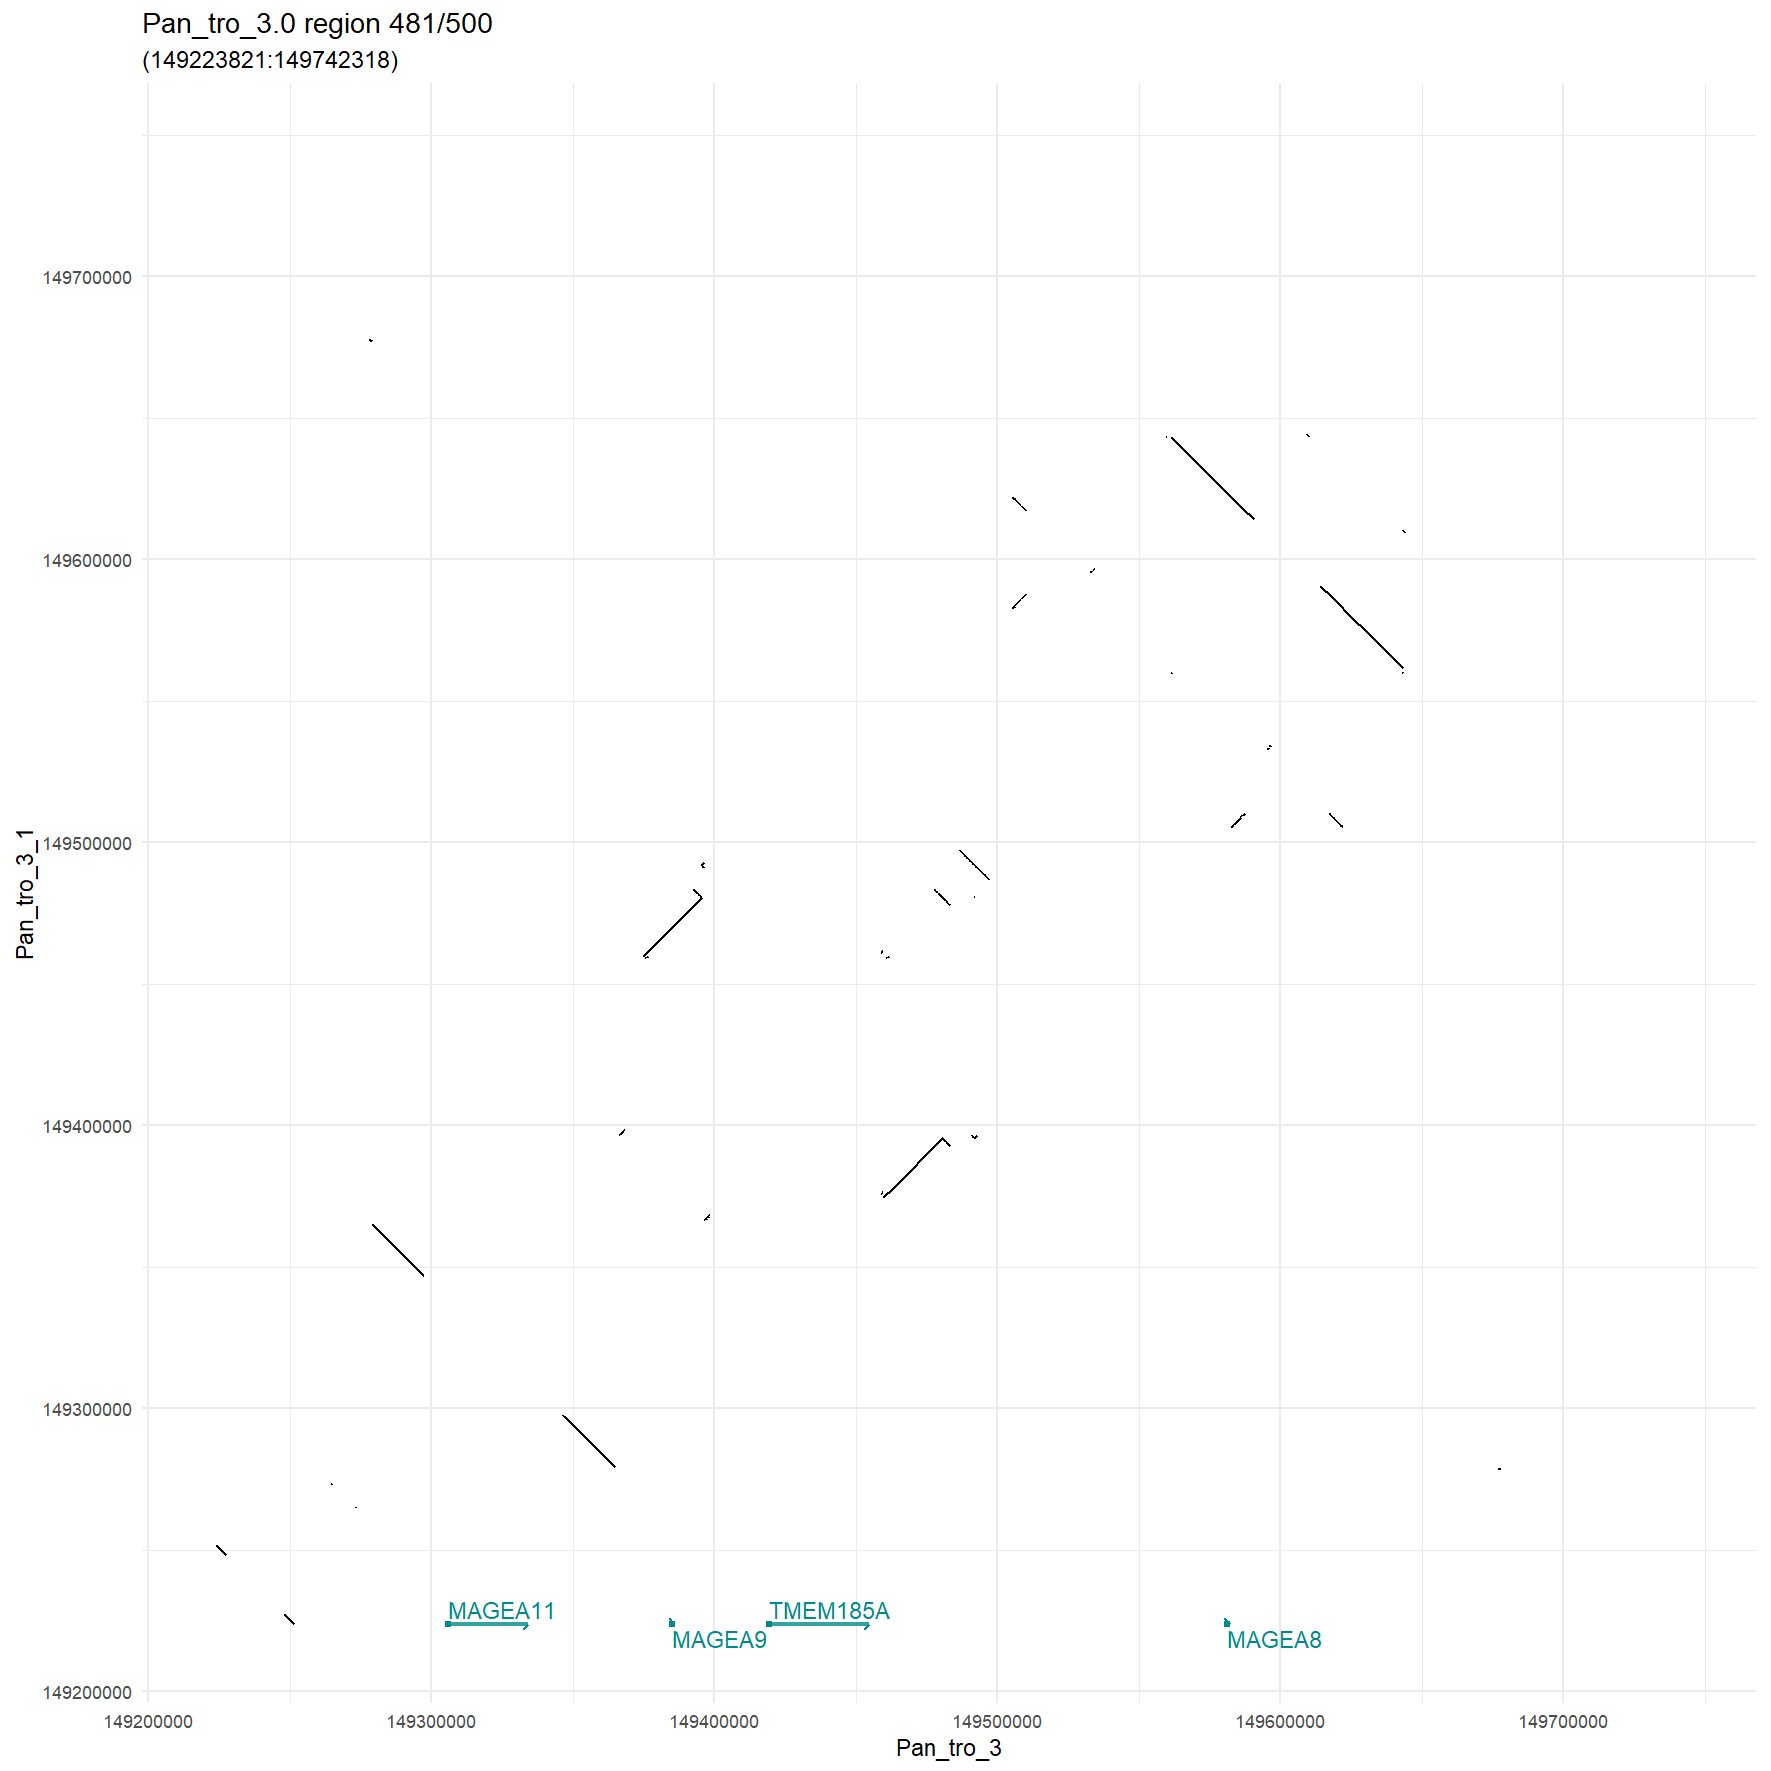 Pan_tro_3.0 region 481/500
(149223821:149742318)
149700000
149600000
149500000
149400000
149300000
149200000
Pan_tro_3_1
MAGEA11
TMEM185A
MAGEA9
MAGEA8
149200000 149300000 149400000 149500000 149600000 149700000
Pan_tro_3